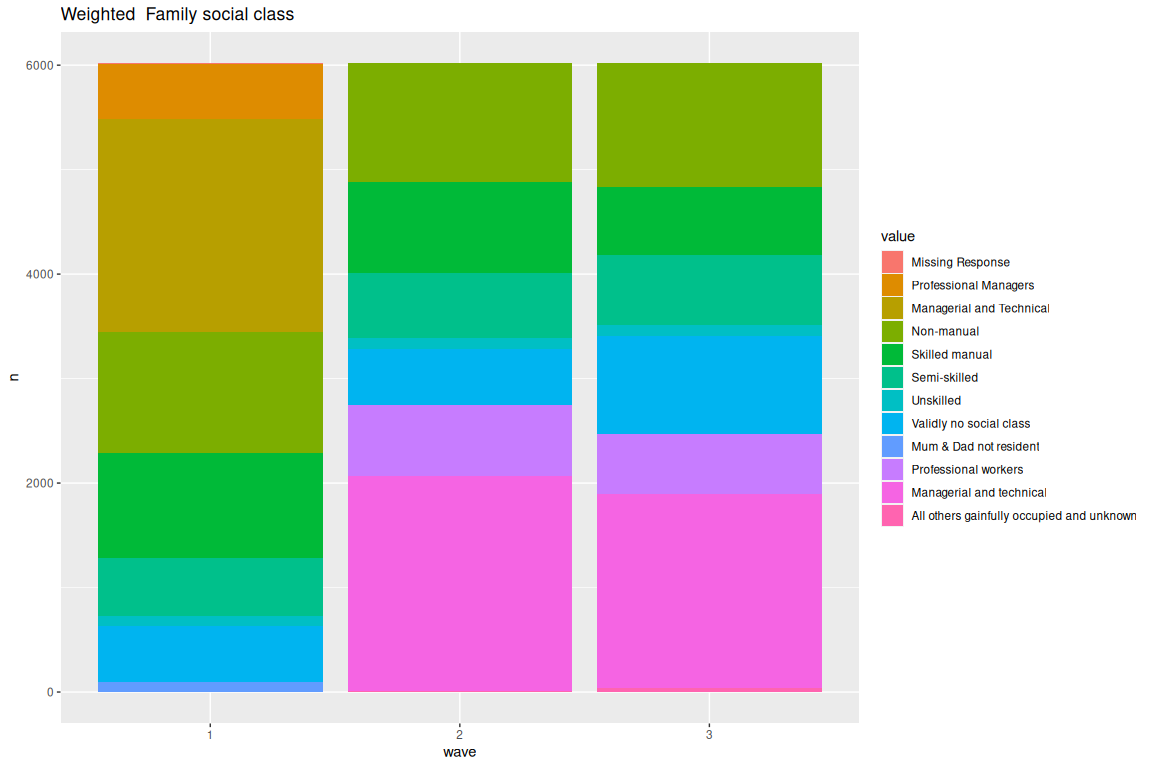 Weighted  Family social class
n
6000
4000
2000
0
1
2
3
wave
value
Missing Response
Professional Managers
Managerial and Technical
Non-manual
Skilled manual
Semi-skilled
Unskilled
Validly no social class
Mum & Dad not resident
Professional workers
Managerial and technical
All others gainfully occupied and unknown